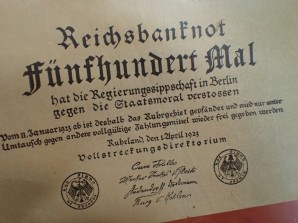 Reichsbanknot
Fünfhundert Mal
hat die Regierungssippschaft in Berlin
gegen die Staatsmoral verstossen
Vom 11. Januar 1923 ab ist deshalb das Ruhrgebiet gepfändet und wird nur unter
Umtausch gegen andere vollgültige Zahlungsmittel wieder frei gegeben werden
Ruhrland, den 1. April 1923
Vollstreckungsdirektorium